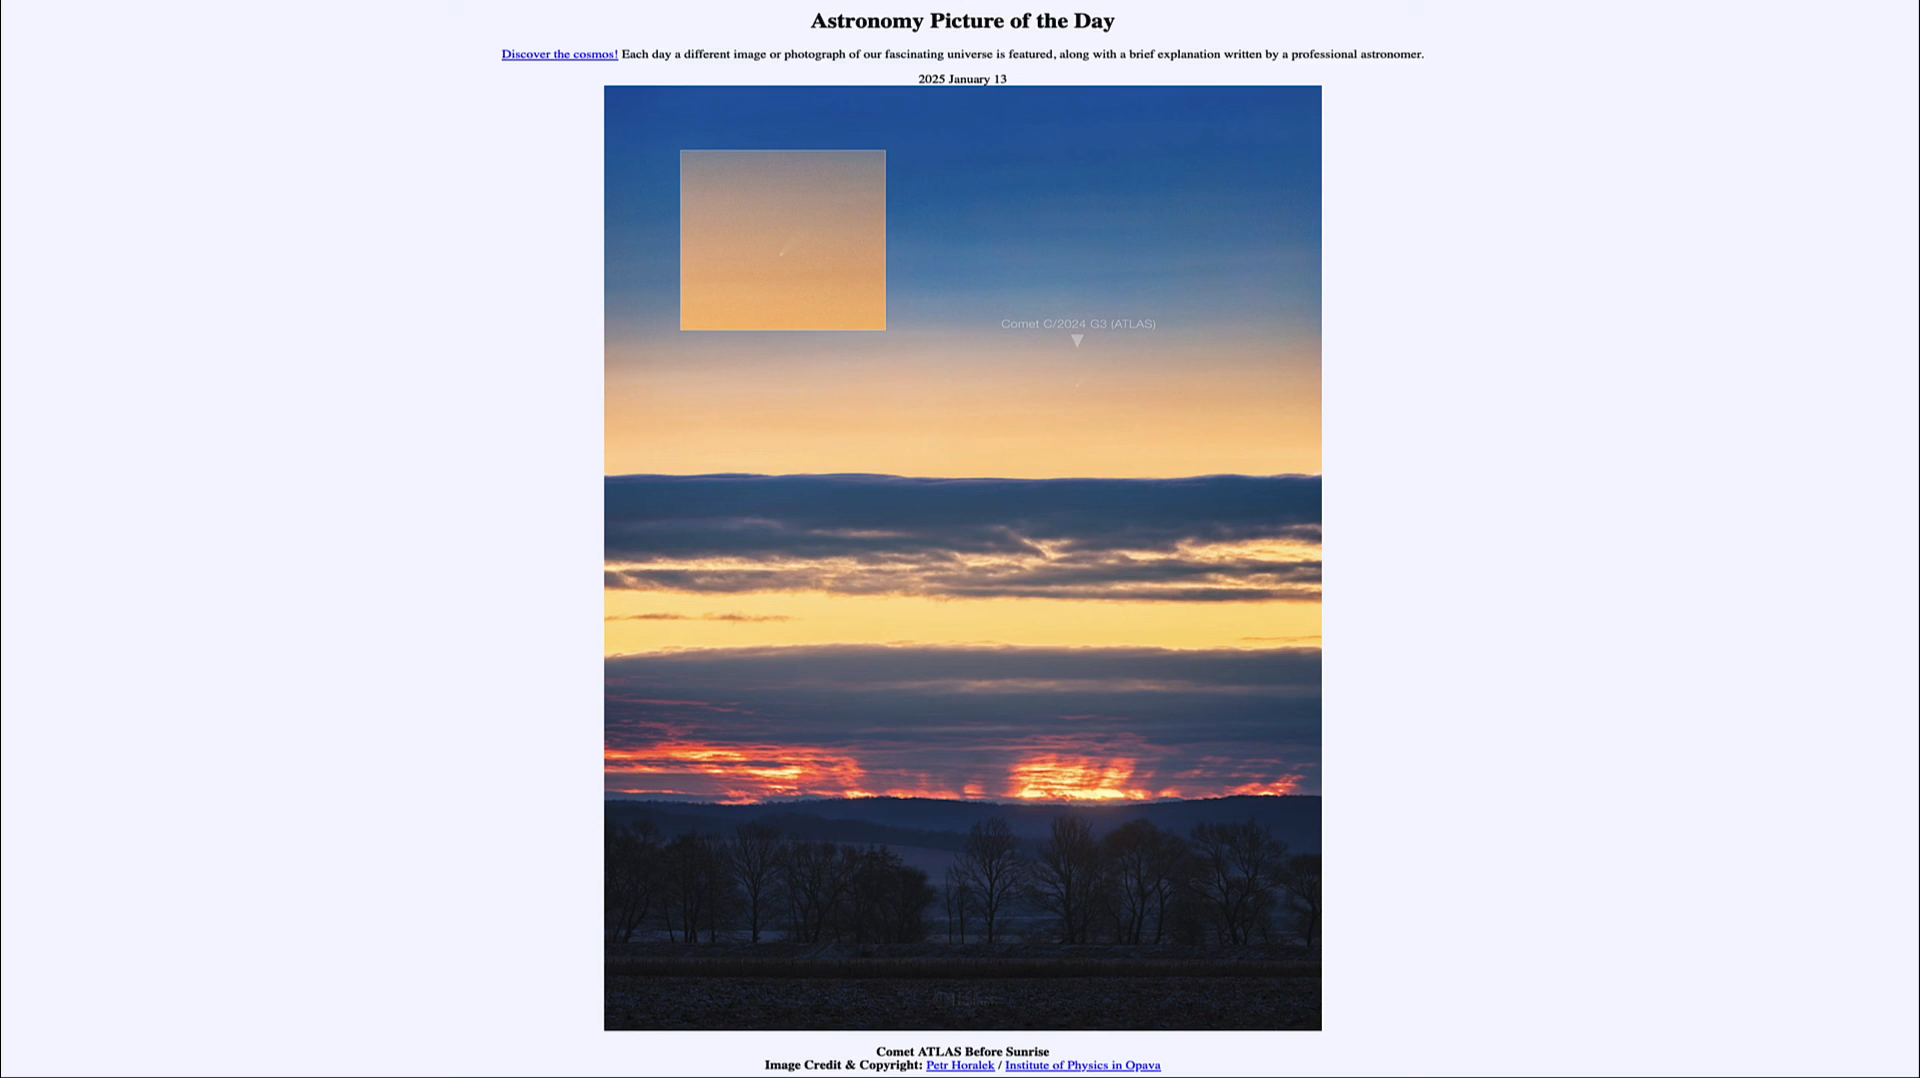 Astronomy Picture of the Day
Discover the cosmos! Each day a different image or photograph of our fascinating universe is featured, along with a brief explanation written by a professional astronomer.
2025 January 13
Comet C/2024 G3 (ATLAS)
Comet ATLAS Before Sunrise
Image Credit & Copyright: Petr Horalek / Institute of Physics in Opava